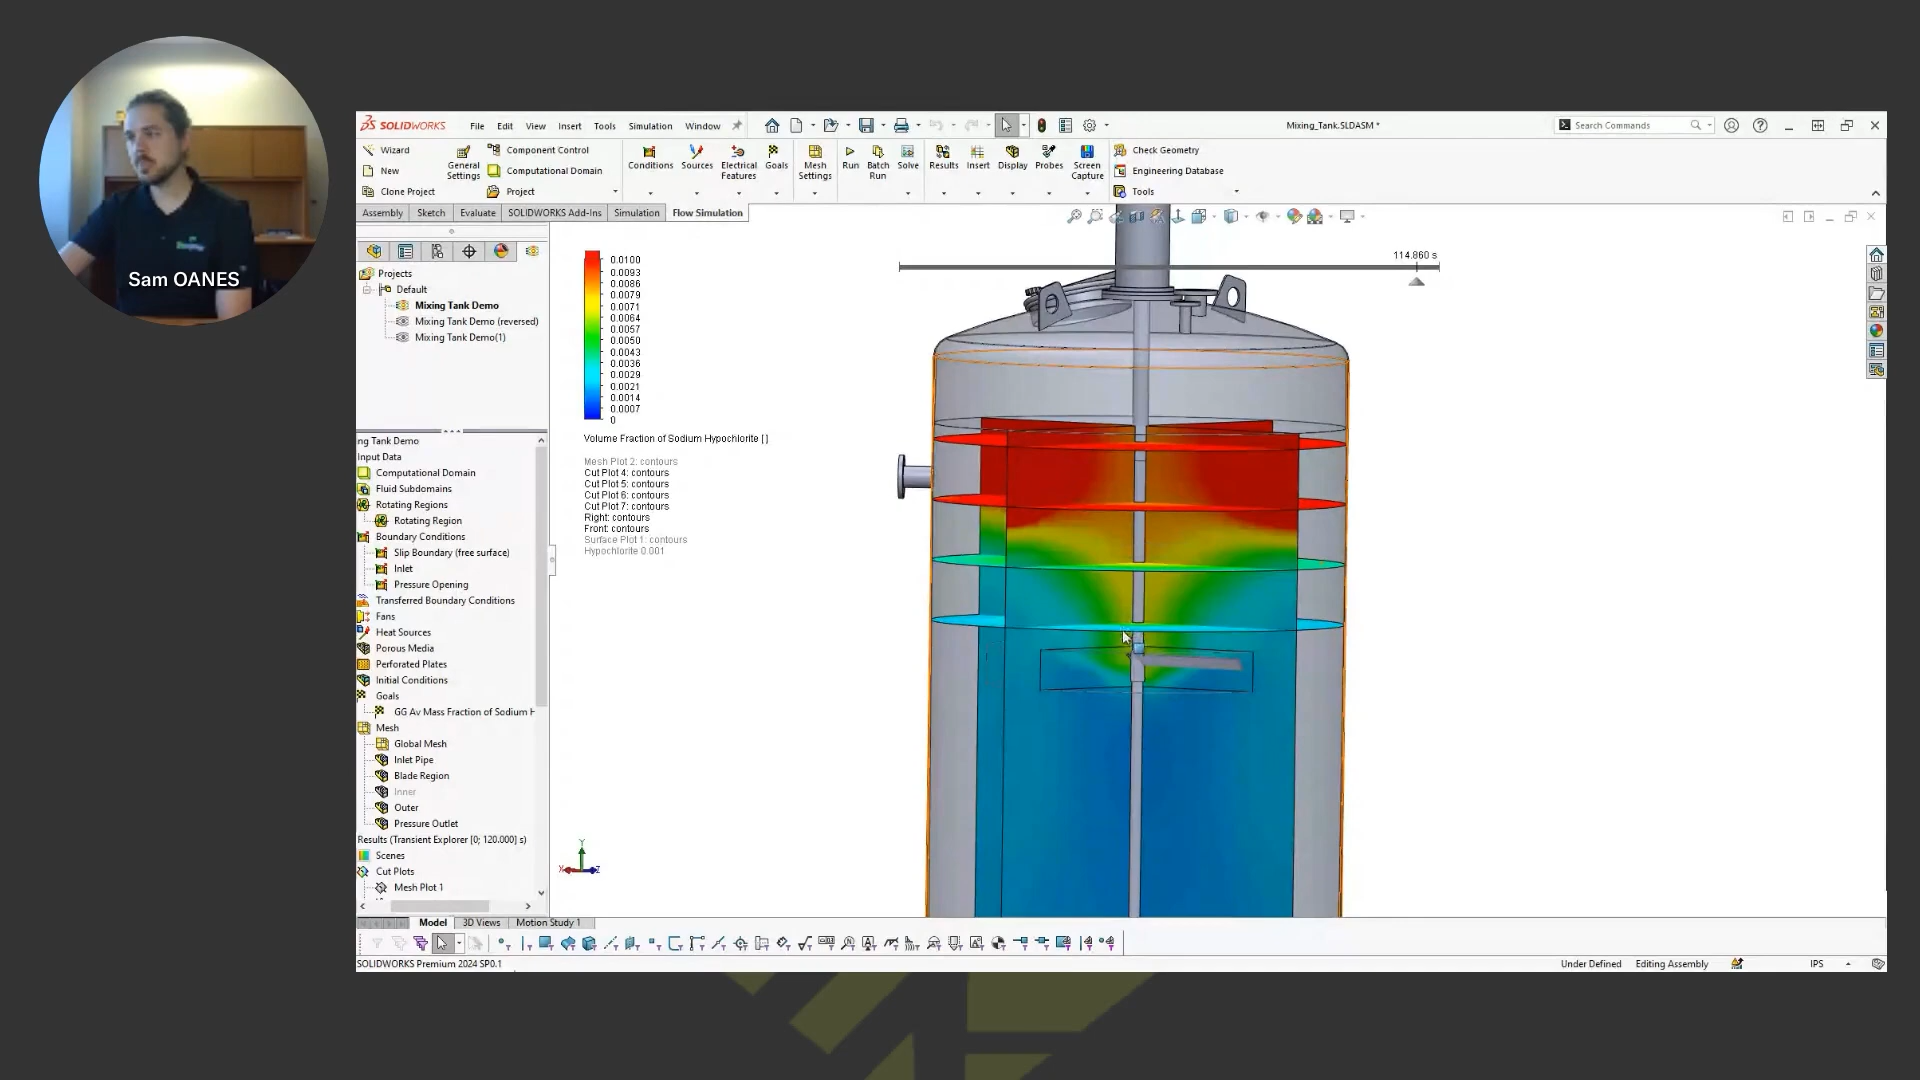 Sam OANES
SOLIDWORKS
File Edit View Insert Tools Simulation Window
Mixing_Tank.SLDASM *
Search Commands
Wizard
New
Clone Project
General Settings
Component Control
Computational Domain
Project
Conditions
Sources
Electrical Features
Goals
Mesh Settings
Run
Batch Run
Solve
Results
Insert
Display
Probes
Screen Capture
Check Geometry
Engineering Database
Tools
Assembly Sketch Evaluate SOLIDWORKS Add-Ins Simulation Flow Simulation
Projects
Default
Mixing Tank Demo
Mixing Tank Demo (reversed)
Mixing Tank Demo(1)
ng Tank Demo
Input Data
Computational Domain
Fluid Subdomains
Rotating Regions
Rotating Region
Boundary Conditions
Slip Boundary (free surface)
Inlet
Pressure Opening
Transferred Boundary Conditions
Fans
Heat Sources
Porous Media
Perforated Plates
Initial Conditions
Goals
GG Av Mass Fraction of Sodium H
Mesh
Global Mesh
Inlet Pipe
Blade Region
Inner
Outer
Pressure Outlet
Results (Transient Explorer [0; 120.000] s)
Scenes
Cut Plots
Mesh Plot 1
0.0100
0.0093
0.0086
0.0079
0.0071
0.0064
0.0057
0.0050
0.0043
0.0036
0.0029
0.0021
0.0014
0.0007
0
Volume Fraction of Sodium Hypochlorite [ ]
Mesh Plot 2: contours
Cut Plot 4: contours
Cut Plot 5: contours
Cut Plot 6: contours
Cut Plot 7: contours
Right: contours
Front: contours
Surface Plot 1: contours
Hypochlorite 0.001
114.860 s
Y
X
Z
Model 3D Views Motion Study 1
SOLIDWORKS Premium 2024 SP0.1
Under Defined Editing Assembly IPS